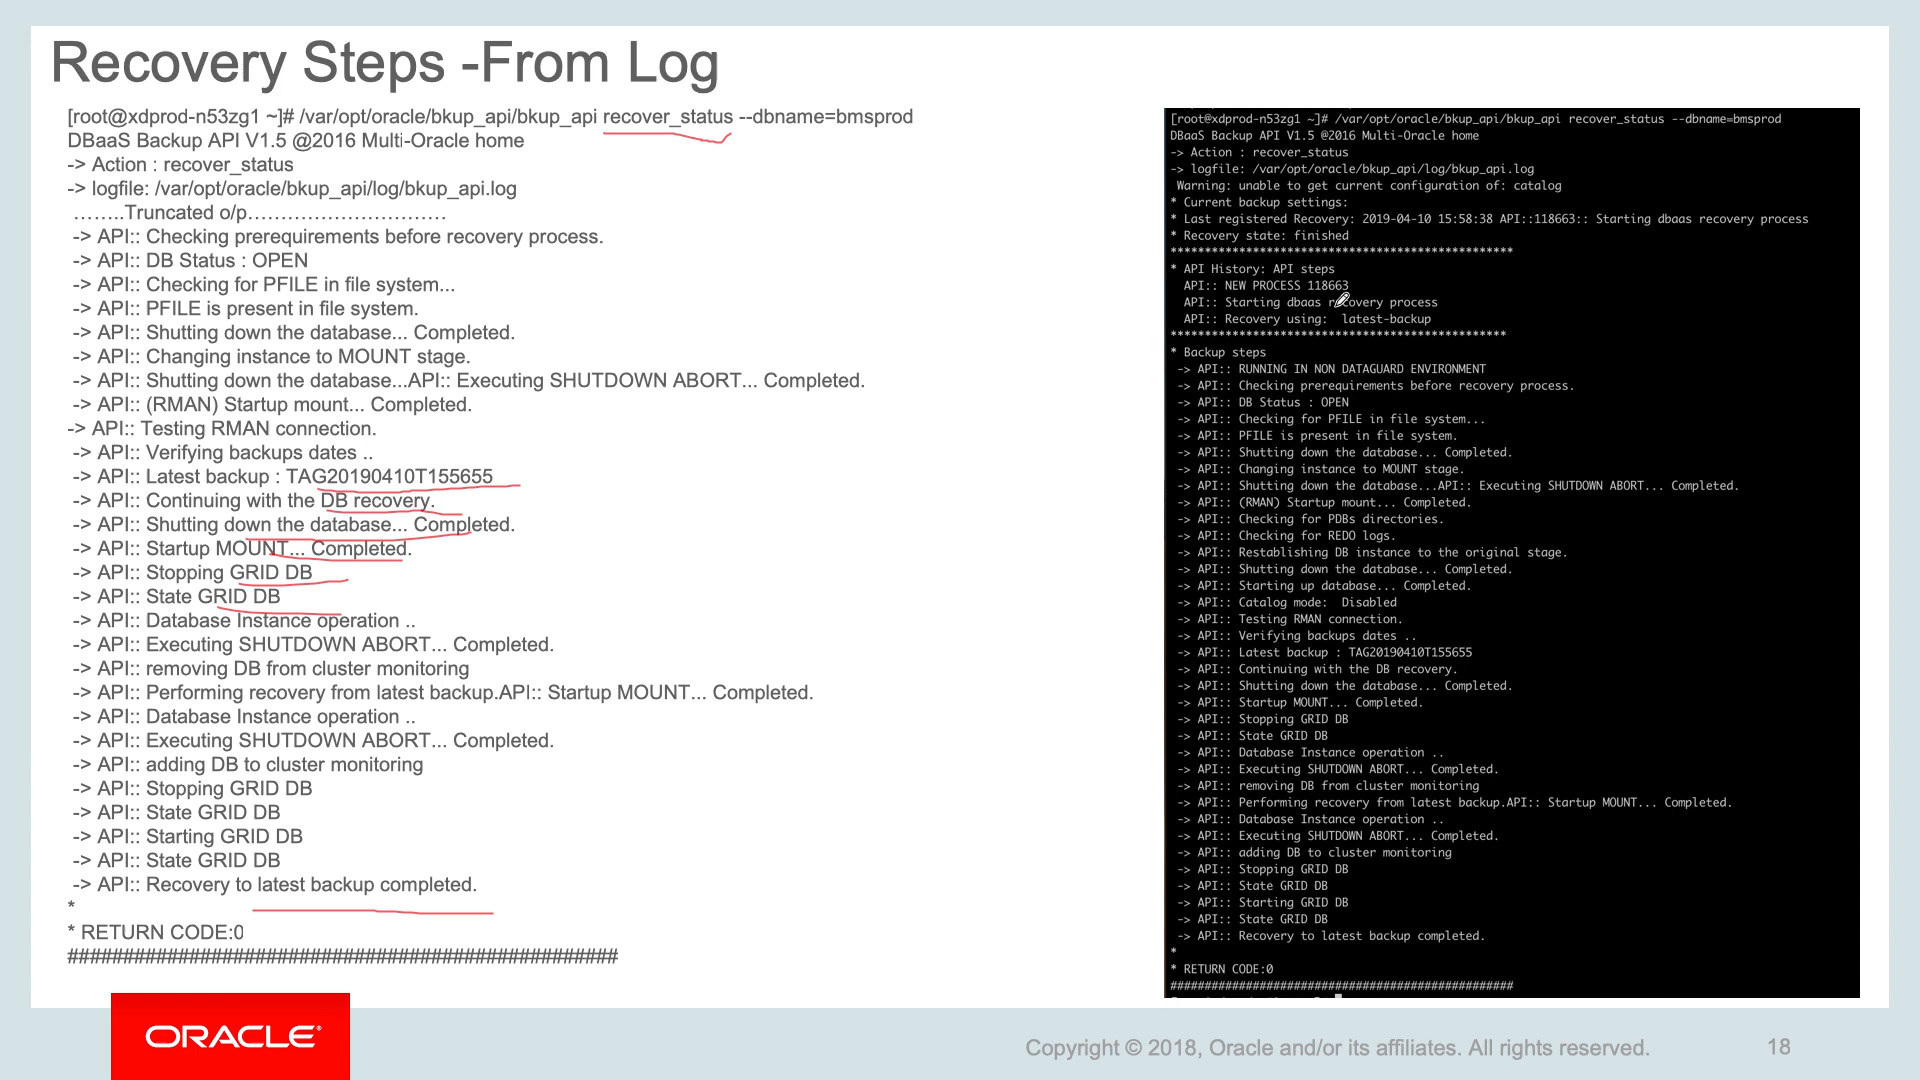 Recovery Steps -From Log
[root@xdprod-n53zg1 ~]# /var/opt/oracle/bkup_api/bkup_api recover_status --dbname=bmsprod
DBaaS Backup API V1.5 @2016 Multi-Oracle home
-> Action : recover_status
-> logfile: /var/opt/oracle/bkup_api/log/bkup_api.log
……..Truncated o/p…………………………
-> API:: Checking prerequirements before recovery process.
-> API:: DB Status : OPEN
-> API:: Checking for PFILE in file system...
-> API:: PFILE is present in file system.
-> API:: Shutting down the database... Completed.
-> API:: Changing instance to MOUNT stage.
-> API:: Shutting down the database...API:: Executing SHUTDOWN ABORT... Completed.
-> API:: (RMAN) Startup mount... Completed.
-> API:: Testing RMAN connection.
-> API:: Verifying backups dates ..
-> API:: Latest backup : TAG20190410T155655
-> API:: Continuing with the DB recovery.
-> API:: Shutting down the database... Completed.
-> API:: Startup MOUNT... Completed.
-> API:: Stopping GRID DB
-> API:: State GRID DB
-> API:: Database Instance operation ..
-> API:: Executing SHUTDOWN ABORT... Completed.
-> API:: removing DB from cluster monitoring
-> API:: Performing recovery from latest backup.API:: Startup MOUNT... Completed.
-> API:: Database Instance operation ..
-> API:: Executing SHUTDOWN ABORT... Completed.
-> API:: adding DB to cluster monitoring
-> API:: Stopping GRID DB
-> API:: State GRID DB
-> API:: Starting GRID DB
-> API:: State GRID DB
-> API:: Recovery to latest backup completed.
*
* RETURN CODE:0
##################################################
[root@xdprod-n53zg1 ~]# /var/opt/oracle/bkup_api/bkup_api recover_status --dbname=bmsprod
DBaaS Backup API V1.5 @2016 Multi-Oracle home
-> Action : recover_status
-> logfile: /var/opt/oracle/bkup_api/log/bkup_api.log
Warning: unable to get current configuration of: catalog
* Current backup settings:
* Last registered Recovery: 2019-04-10 15:58:38 API::118663:: Starting dbaas recovery process
* Recovery state: finished
**************************************************
* API History: API steps
API:: NEW PROCESS 118663
API:: Starting dbaas recovery process
API:: Recovery using:  latest-backup
*************************************************
* Backup steps
-> API:: RUNNING IN NON DATAGUARD ENVIRONMENT
-> API:: Checking prerequirements before recovery process.
-> API:: DB Status : OPEN
-> API:: Checking for PFILE in file system...
-> API:: PFILE is present in file system.
-> API:: Shutting down the database... Completed.
-> API:: Changing instance to MOUNT stage.
-> API:: Shutting down the database...API:: Executing SHUTDOWN ABORT... Completed.
-> API:: (RMAN) Startup mount... Completed.
-> API:: Checking for PDBs directories.
-> API:: Checking for REDO logs.
-> API:: Restablishing DB instance to the original stage.
-> API:: Shutting down the database... Completed.
-> API:: Starting up database... Completed.
-> API:: Catalog mode:  Disabled
-> API:: Testing RMAN connection.
-> API:: Verifying backups dates ..
-> API:: Latest backup : TAG20190410T155655
-> API:: Continuing with the DB recovery.
-> API:: Shutting down the database... Completed.
-> API:: Startup MOUNT... Completed.
-> API:: Stopping GRID DB
-> API:: State GRID DB
-> API:: Database Instance operation ..
-> API:: Executing SHUTDOWN ABORT... Completed.
-> API:: removing DB from cluster monitoring
-> API:: Performing recovery from latest backup.API:: Startup MOUNT... Completed.
-> API:: Database Instance operation ..
-> API:: Executing SHUTDOWN ABORT... Completed.
-> API:: adding DB to cluster monitoring
-> API:: Stopping GRID DB
-> API:: State GRID DB
-> API:: Starting GRID DB
-> API:: State GRID DB
-> API:: Recovery to latest backup completed.
*
* RETURN CODE:0
##################################################
ORACLE®
Copyright © 2018, Oracle and/or its affiliates. All rights reserved.
18